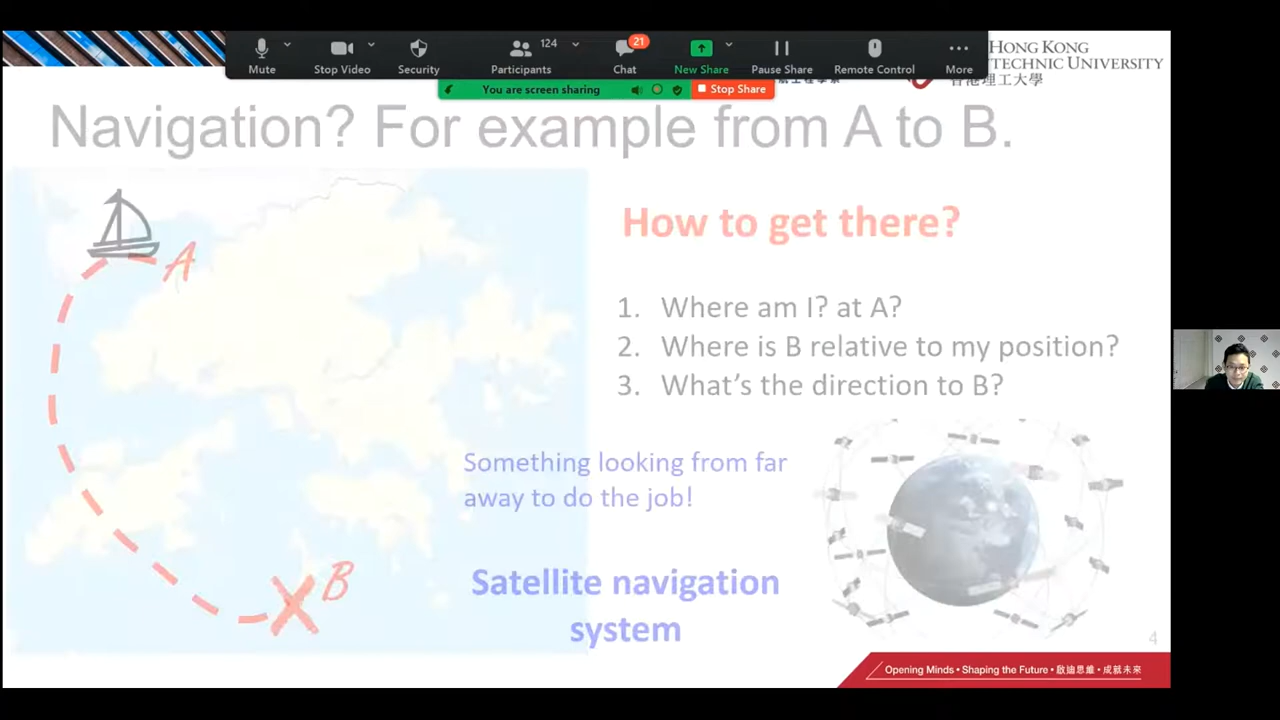 124
21
Mute
Stop Video
Security
Participants
Chat
New Share
Pause Share
Remote Control
More
You are screen sharing
Stop Share
HONG KONG
TECHNIC UNIVERSITY
香港理工大學
Navigation? For example from A to B.
A
B
How to get there?
1. Where am I? at A?
2. Where is B relative to my position?
3. What's the direction to B?
Something looking from far
away to do the job!
Satellite navigation
system
4
Opening Minds • Shaping the Future • 啟迪思維 • 成就未來